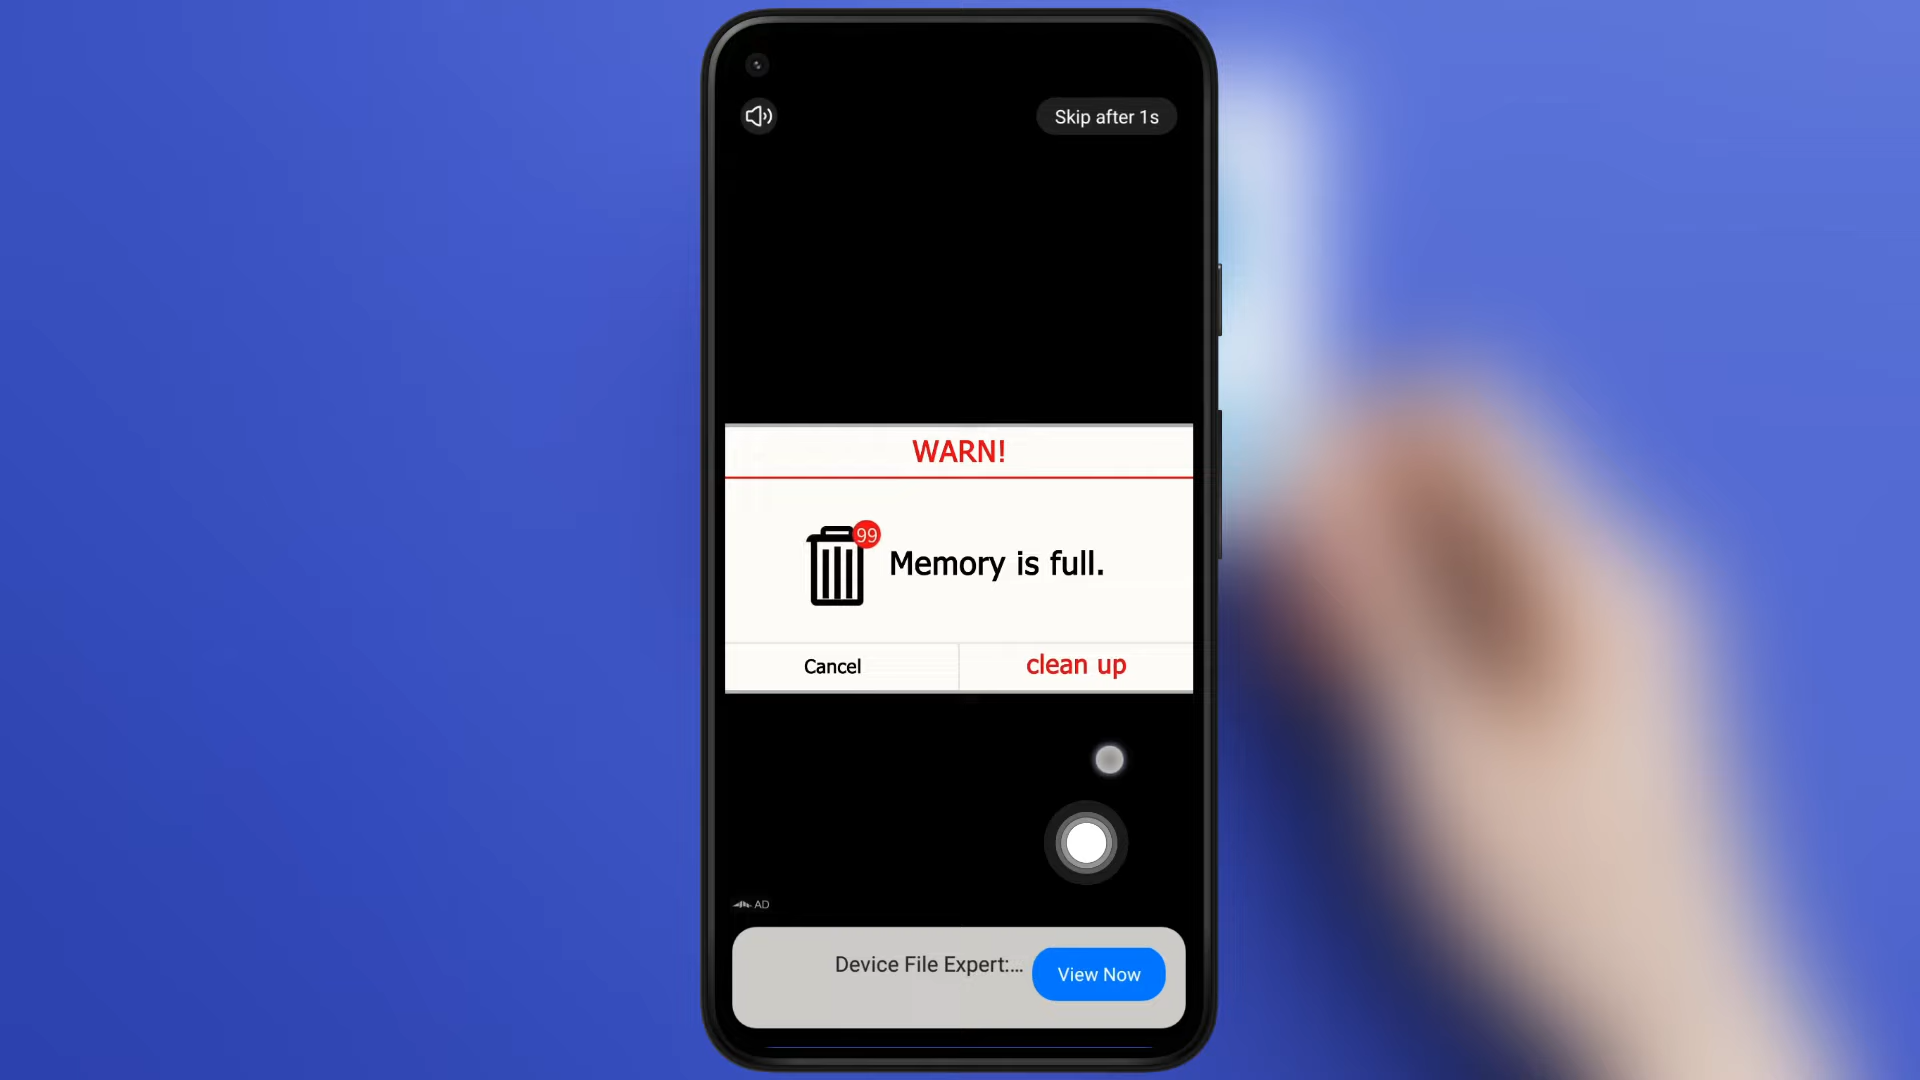 Skip after 1s
WARN!
99
Memory is full.
Cancel
clean up
AD
Device File Expert:...
View Now